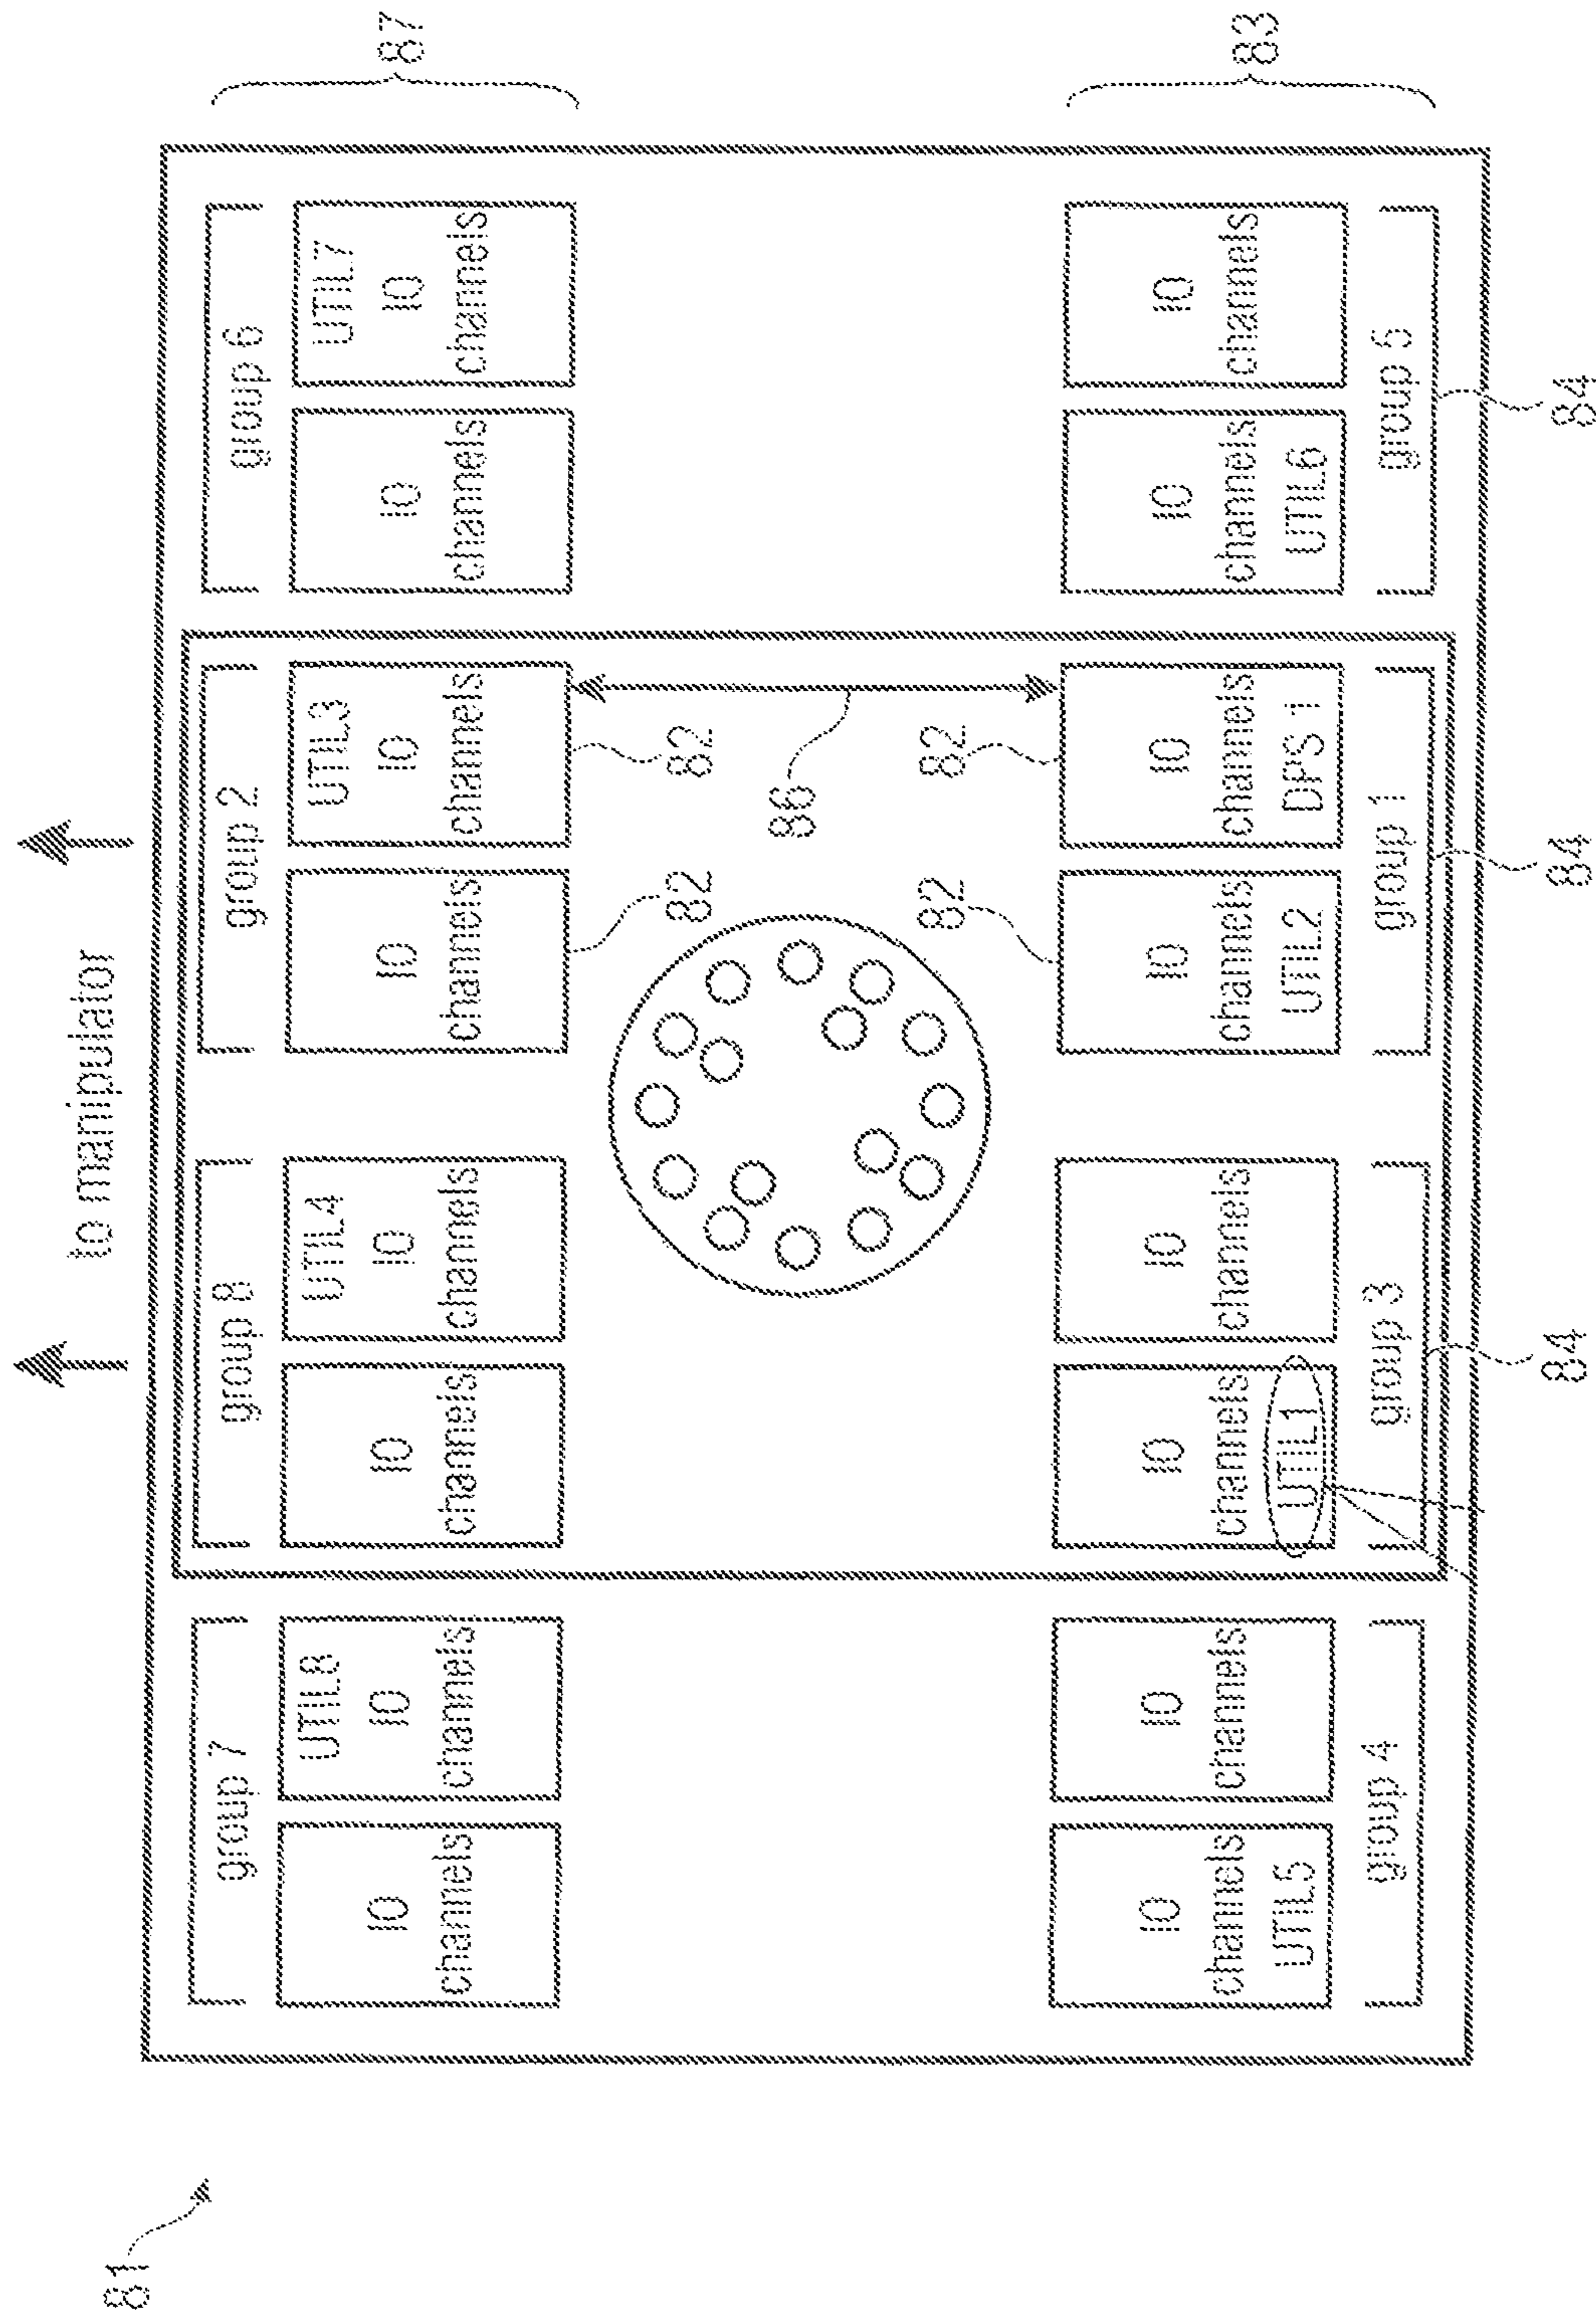 to manipulator
81
group 7
group 8
group 2
group 6
87
IO
channels
UTIL8
IO
channels
IO
channels
UTIL4
IO
channels
IO
channels
UTIL3
IO
channels
IO
channels
UTIL7
IO
channels
82
82
86
82
82
IO
channels
UTIL5
IO
channels
IO
channels
UTIL1
IO
channels
IO
channels
UTIL2
IO
channels
DPS 1
IO
channels
UTIL6
IO
channels
83
group 4
group 3
group 1
group 5
84
84
84